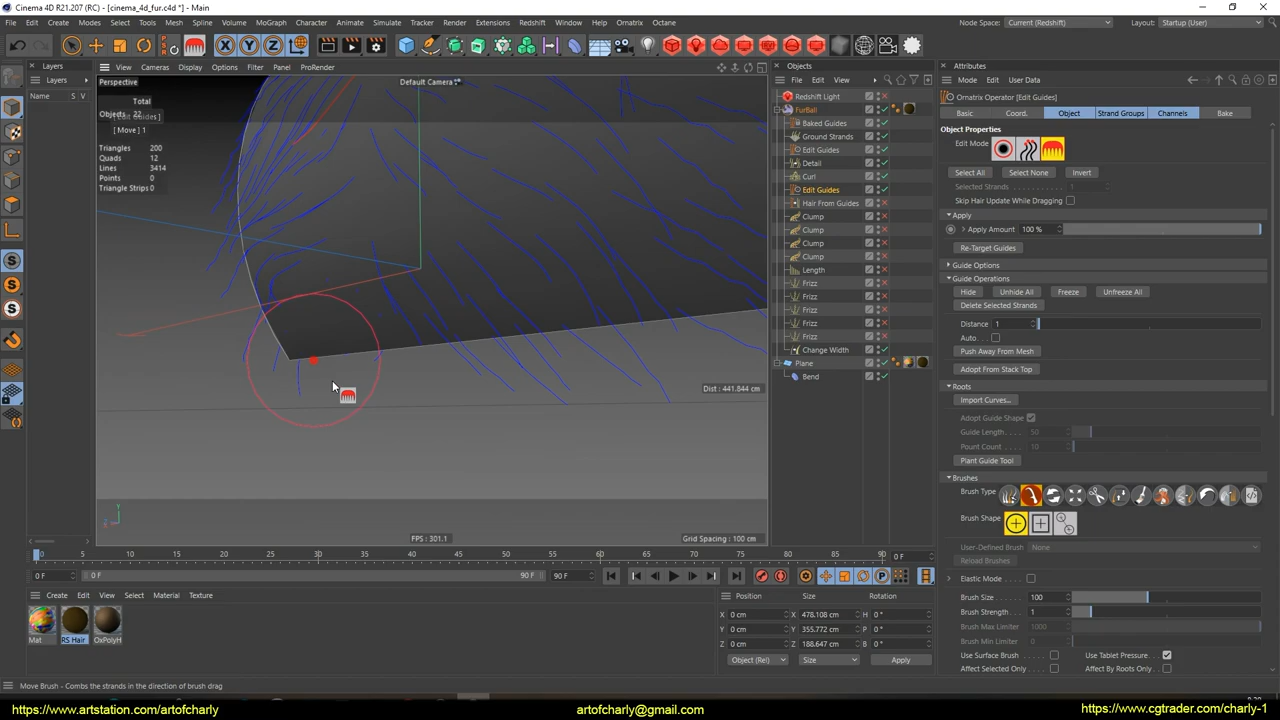 Cinema 4D R21.207 (RC) - [cinema_4d_fur.c4d *] - Main
File Edit Create Modes Select Tools Mesh Spline Volume MoGraph Character Animate Simulate Tracker Render Extensions Redshift Window Help Ornatrix Octane
Node Space: Current (Redshift) Layout: Startup (User)
Layers
Layers
Name S V
View Cameras Display Options Filter Panel ProRender
Perspective
Default Camera
Total
Objects 22
[Edit Guides ]
[ Move ] 1
Triangles 200
Quads 12
Lines 3414
Points 0
Triangle Strips 0
Dist : 441.844 cm
FPS : 301.1
Grid Spacing : 100 cm
Objects
File Edit View
Redshift Light
FurBall
Baked Guides
Ground Strands
Edit Guides
Detail
Curl
Edit Guides
Hair From Guides
Clump
Clump
Clump
Clump
Length
Frizz
Frizz
Frizz
Frizz
Frizz
Change Width
Plane
Bend
Attributes
Mode Edit User Data
Ornatrix Operator [Edit Guides]
Basic Coord. Object Strand Groups Channels Bake
Object Properties
Edit Mode
Select All Select None Invert
Selected Strands 1
Skip Hair Update While Dragging
Apply
Apply Amount 100 %
Re-Target Guides
Guide Options
Guide Operations
Hide Unhide All Freeze Unfreeze All
Delete Selected Strands
Distance 1
Auto
Push Away From Mesh
Adopt From Stack Top
Roots
Import Curves...
Adopt Guide Shape
Guide Length 50
Pount Count 10
Plant Guide Tool
Brushes
Brush Type
Brush Shape
User-Defined Brush None
Reload Brushes
Elastic Mode
Brush Size 100
Brush Strength 1
Brush Max Limiter 1000
Brush Min Limiter 0
Use Surface Brush Use Tablet Pressure
Affect Selected Only Affect By Roots Only
0 5 10 15 20 25 30 35 40 45 50 55 60 65 70 75 80 85 90 0 F
0 F 0 F 90 F 90 F
Create Edit View Select Material Texture
Mat RS Hair OxPolyH
Position Size Rotation
X 0 cm X 478.108 cm H 0 °
Y 0 cm Y 355.772 cm P 0 °
Z 0 cm Z 188.647 cm B 0 °
Object (Rel) Size Apply
Move Brush - Combs the strands in the direction of brush drag
https://www.artstation.com/artofcharly artofcharly@gmail.com https://www.cgtrader.com/charly-1